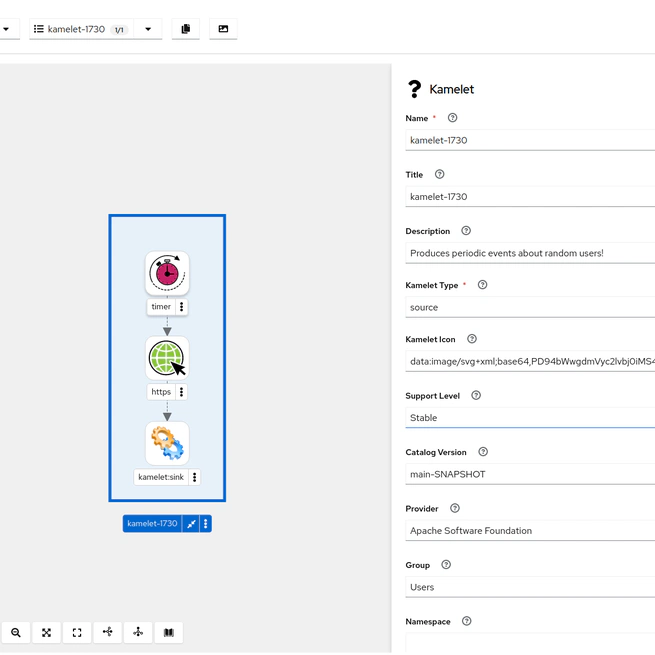 kamelet-1730 1/1
Kamelet
Name *
kamelet-1730
Title
kamelet-1730
Description
Produces periodic events about random users!
Kamelet Type *
source
Kamelet Icon
data:image/svg+xml;base64,PD94bWwgdmVyc2lvbj0iMS4
Support Level
Stable
Catalog Version
main-SNAPSHOT
Provider
Apache Software Foundation
Group
Users
Namespace
timer
https
kamelet:sink
kamelet-1730